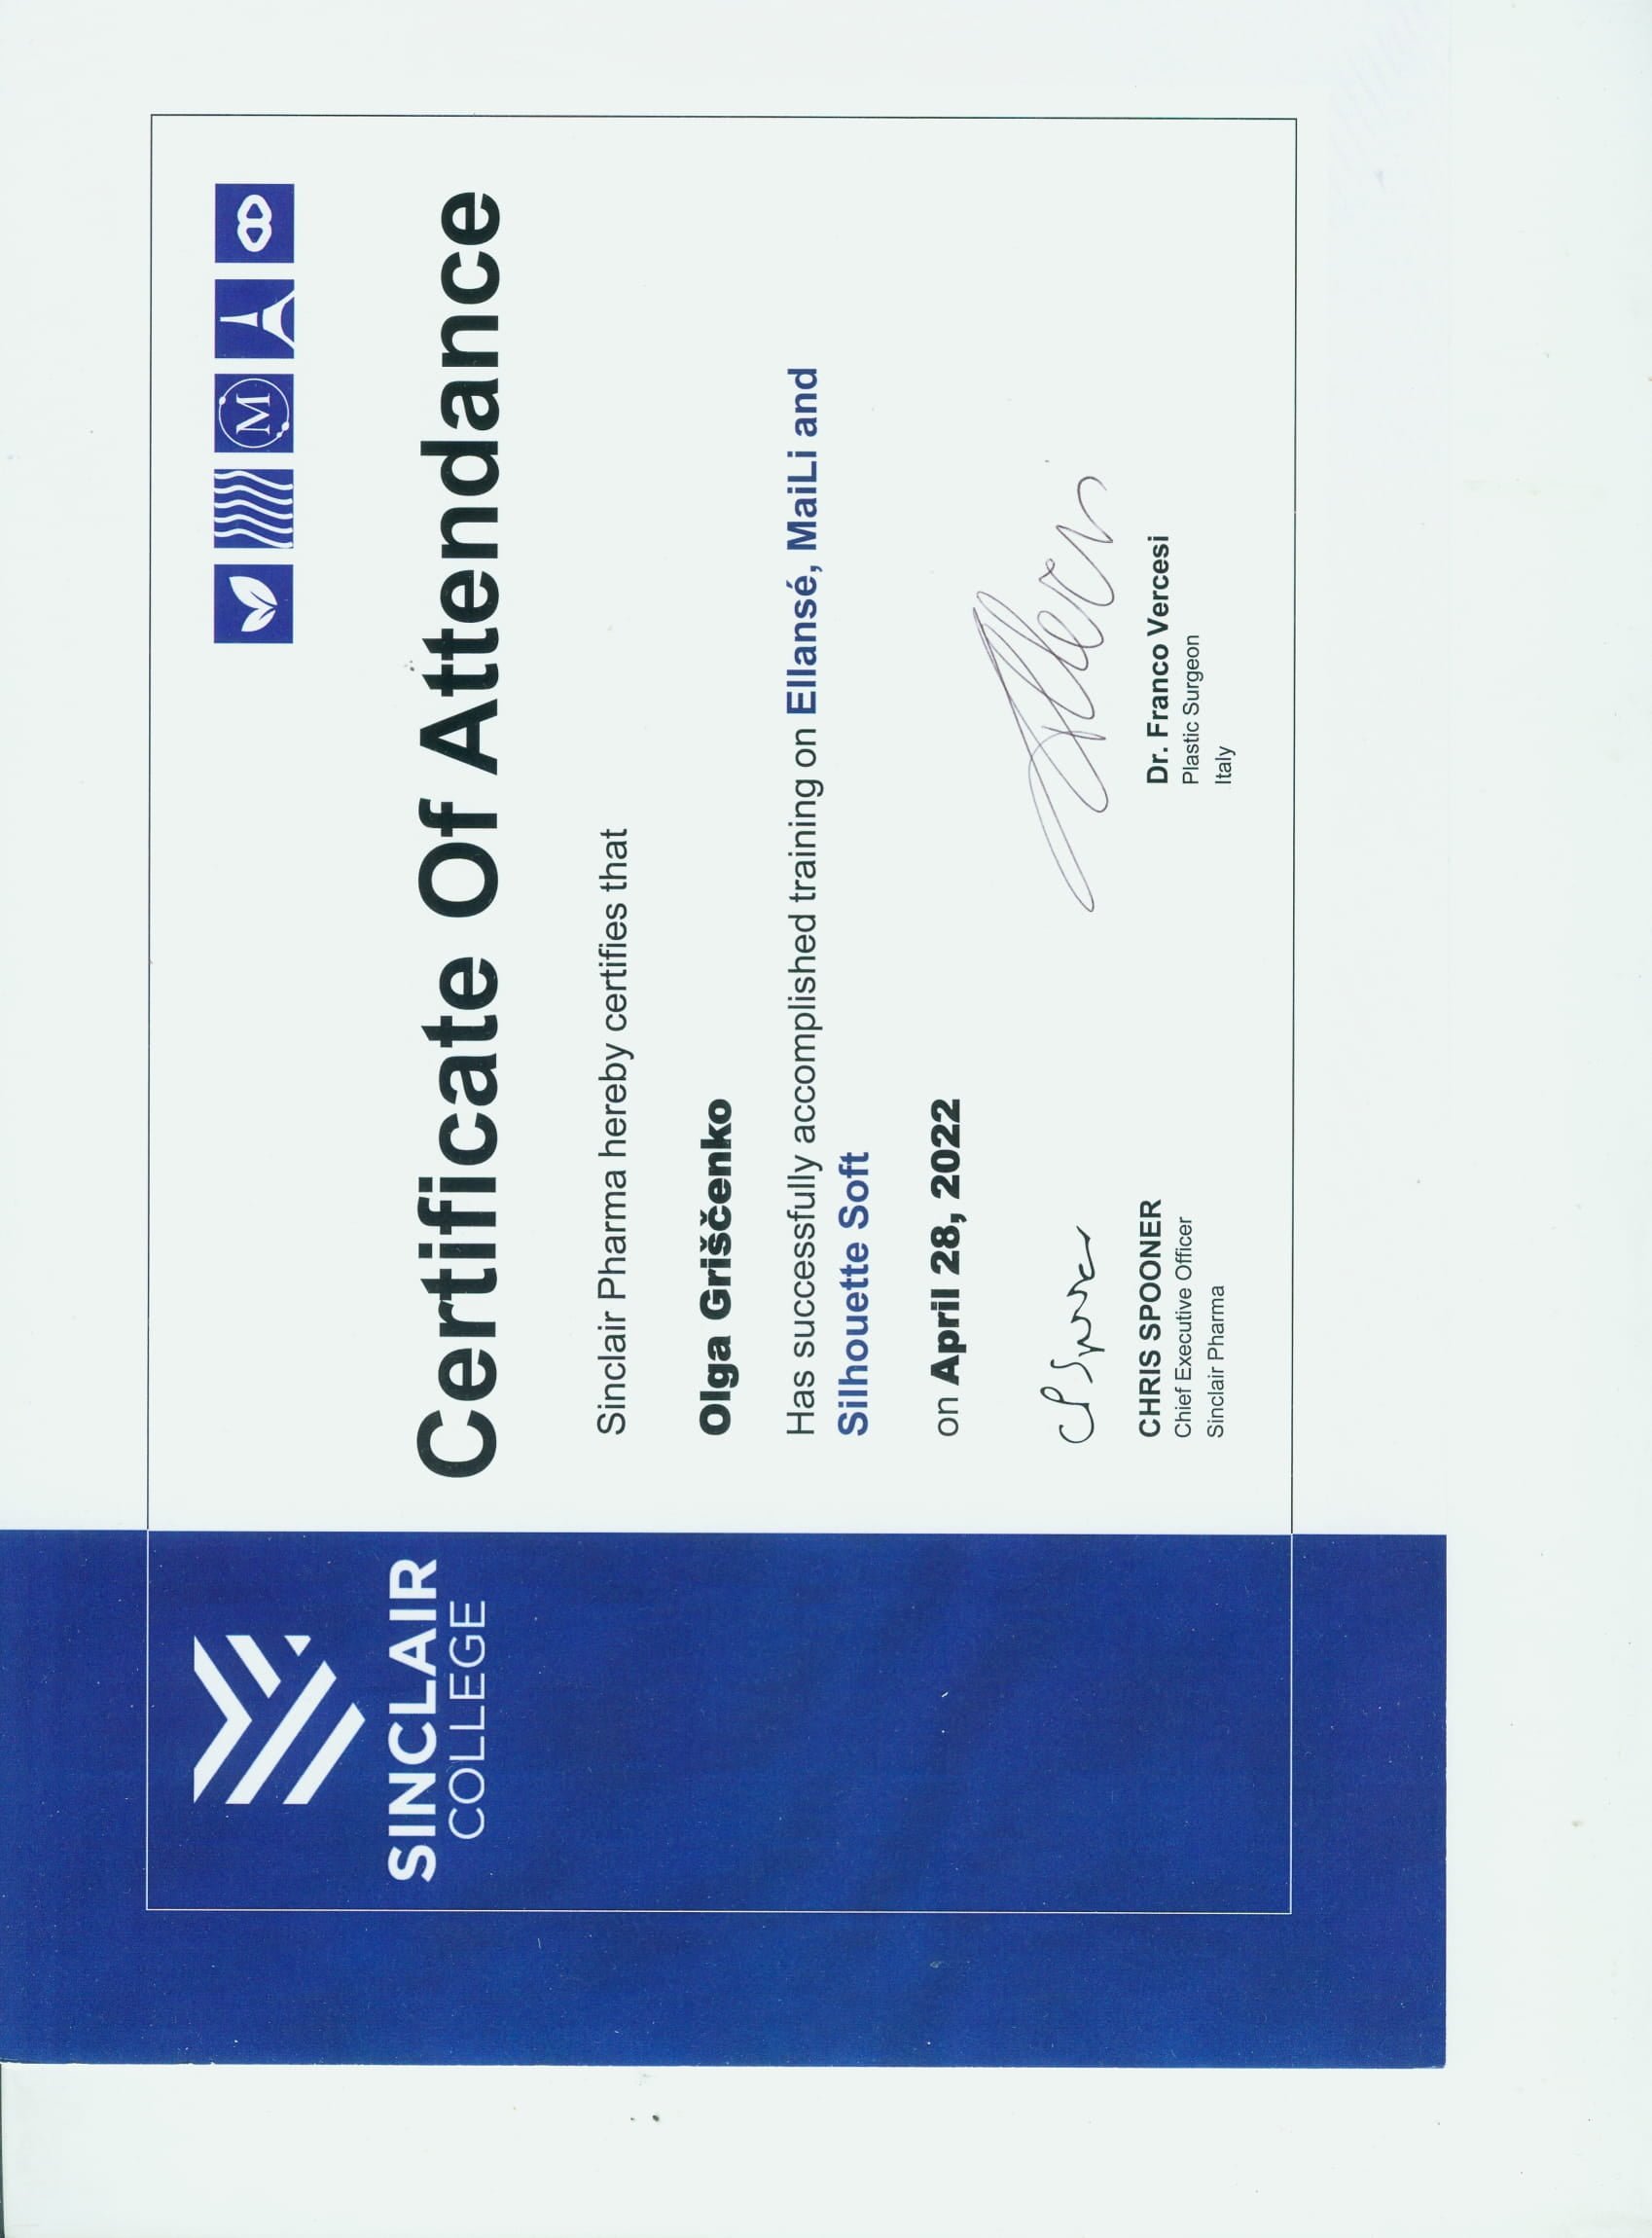 SINCLAIR
COLLEGE
M
Certificate Of Attendance
Sinclair Pharma hereby certifies that
Olga Griščenko
Has successfully accomplished training on Ellansé, MaiLi and
Silhouette Soft
on April 28, 2022
CHRIS SPOONER
Chief Executive Officer
Sinclair Pharma
Dr. Franco Vercesi
Plastic Surgeon
Italy